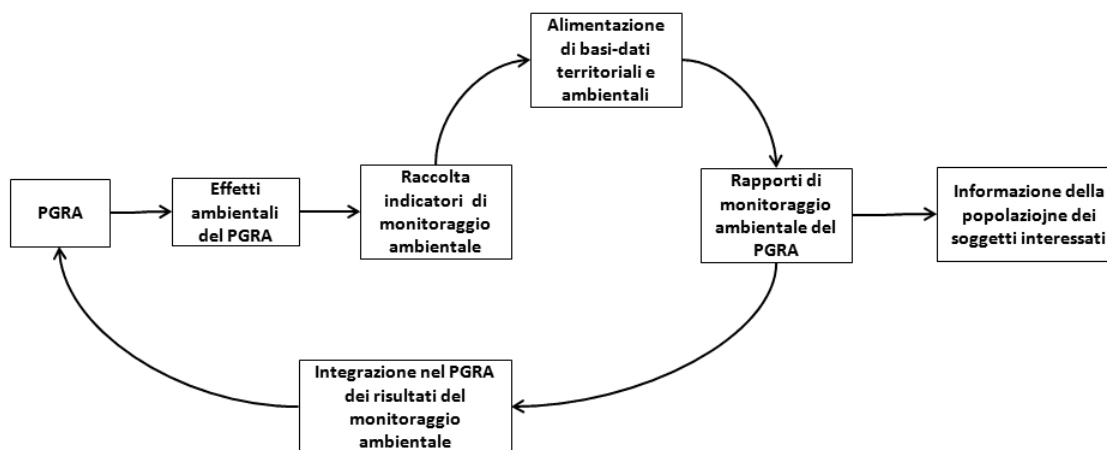 Alimentazione
di basi-dati
territoriali e
ambientali
PGRA
Effetti
ambientali
del PGRA
Raccolta
indicatori di
monitoraggio
ambientale
Rapporti di
monitoraggio
ambientale del
PGRA
Informazione della
popolaziojne dei
soggetti interessati
Integrazione nel PGRA
dei risultati del
monitoraggio
ambientale